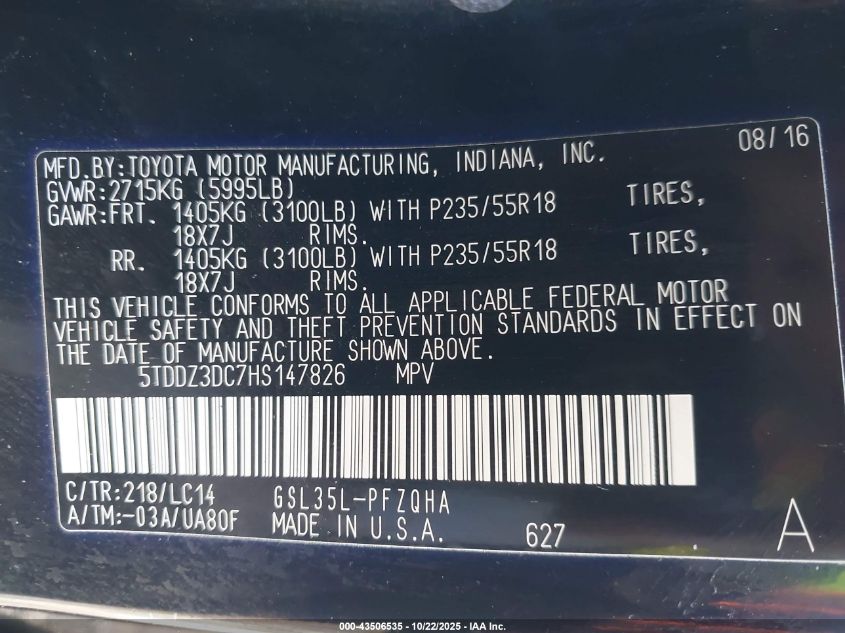 08/16
MFD.BY:TOYOTA MOTOR MANUFACTURING, INDIANA, INC.
GVWR:2715KG (5995LB)
GAWR:FRT. 1405KG (3100LB) WITH P235/55R18 TIRES,
18X7J RIMS.
RR. 1405KG (3100LB) WITH P235/55R18 TIRES,
18X7J RIMS.
THIS VEHICLE CONFORMS TO ALL APPLICABLE FEDERAL MOTOR
VEHICLE SAFETY AND THEFT PREVENTION STANDARDS IN EFFECT ON
THE DATE OF MANUFACTURE SHOWN ABOVE.
5TDDZ3DC7HS147826 MPV
C/TR:218/LC14 GSL35L-PFZQHA
A/TM:-03A/UA80F MADE IN U.S.A. 627 A
000-43506535 - 10/22/2025 - IAA Inc.